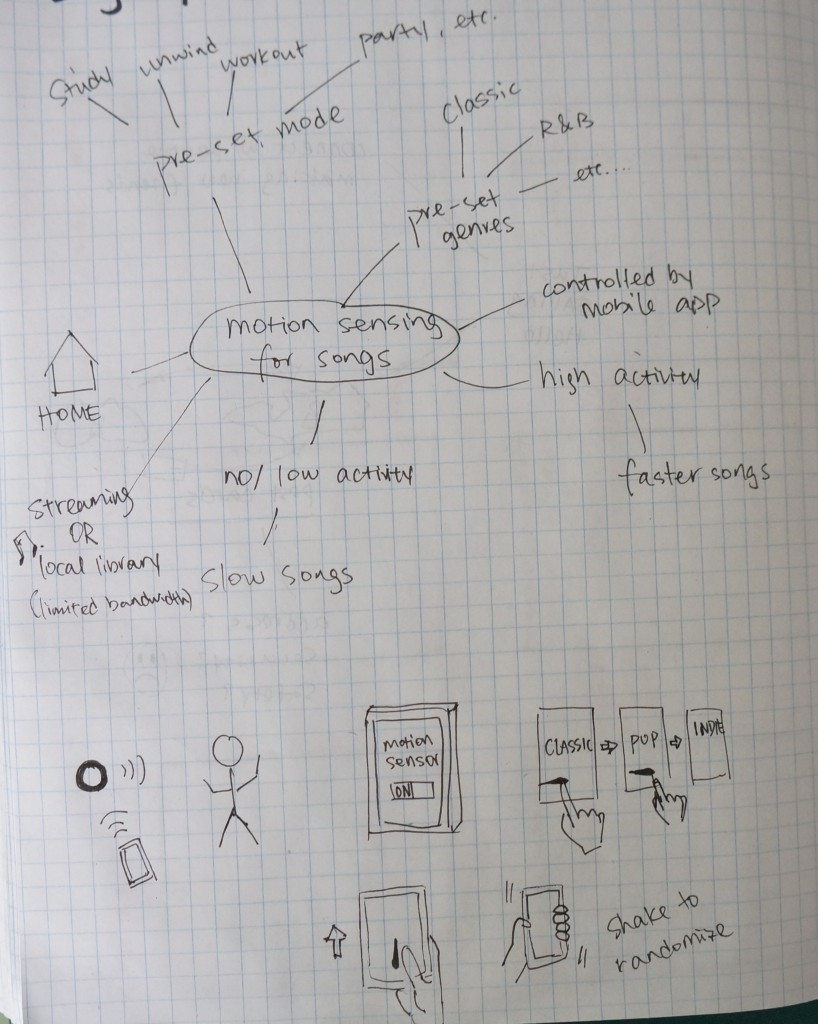 study
unwind
workout
party, etc.
pre-set mode
classic
R&B
etc....
pre-set
genres
controlled by
mobile app
motion sensing
for songs
high activity
HOME
faster songs
no/low activity
streaming
OR
local library
(limited bandwidth)
slow songs
motion
sensor
ON
CLASSIC
POP
INDIE
shake to
randomize